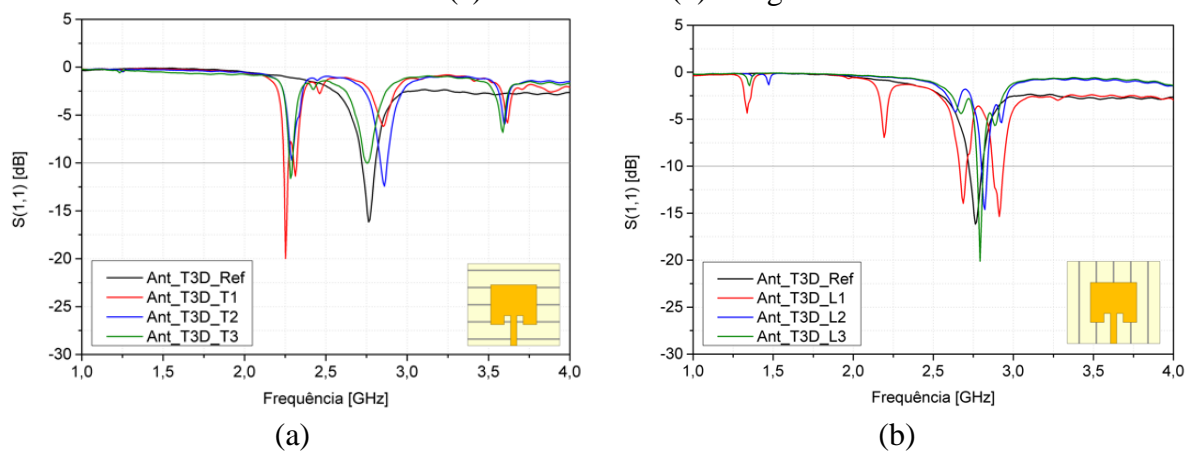 5
0
-5
-10
-15
-20
-25
-30
S(1,1) [dB]
Ant_T3D_Ref
Ant_T3D_T1
Ant_T3D_T2
Ant_T3D_T3
1,0 1,5 2,0 2,5 3,0 3,5 4,0
Frequência [GHz]
(a)
5
0
-5
-10
-15
-20
-25
-30
S(1,1) [dB]
Ant_T3D_Ref
Ant_T3D_L1
Ant_T3D_L2
Ant_T3D_L3
1,0 1,5 2,0 2,5 3,0 3,5 4,0
Frequência [GHz]
(b)